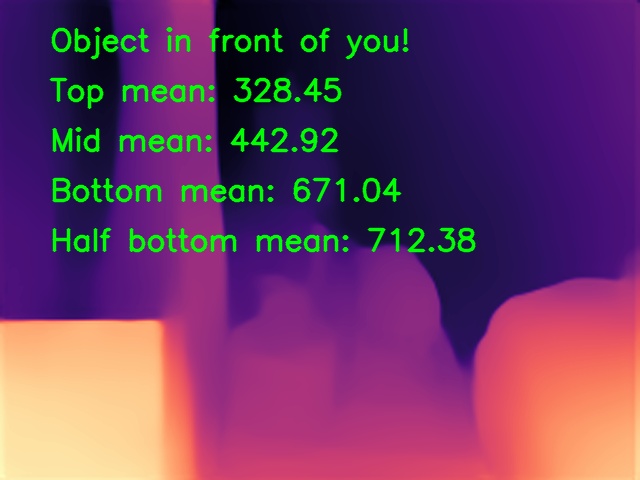 Object in front of you!
Top mean: 328.45
Mid mean: 442.92
Bottom mean: 671.04
Half bottom mean: 712.38